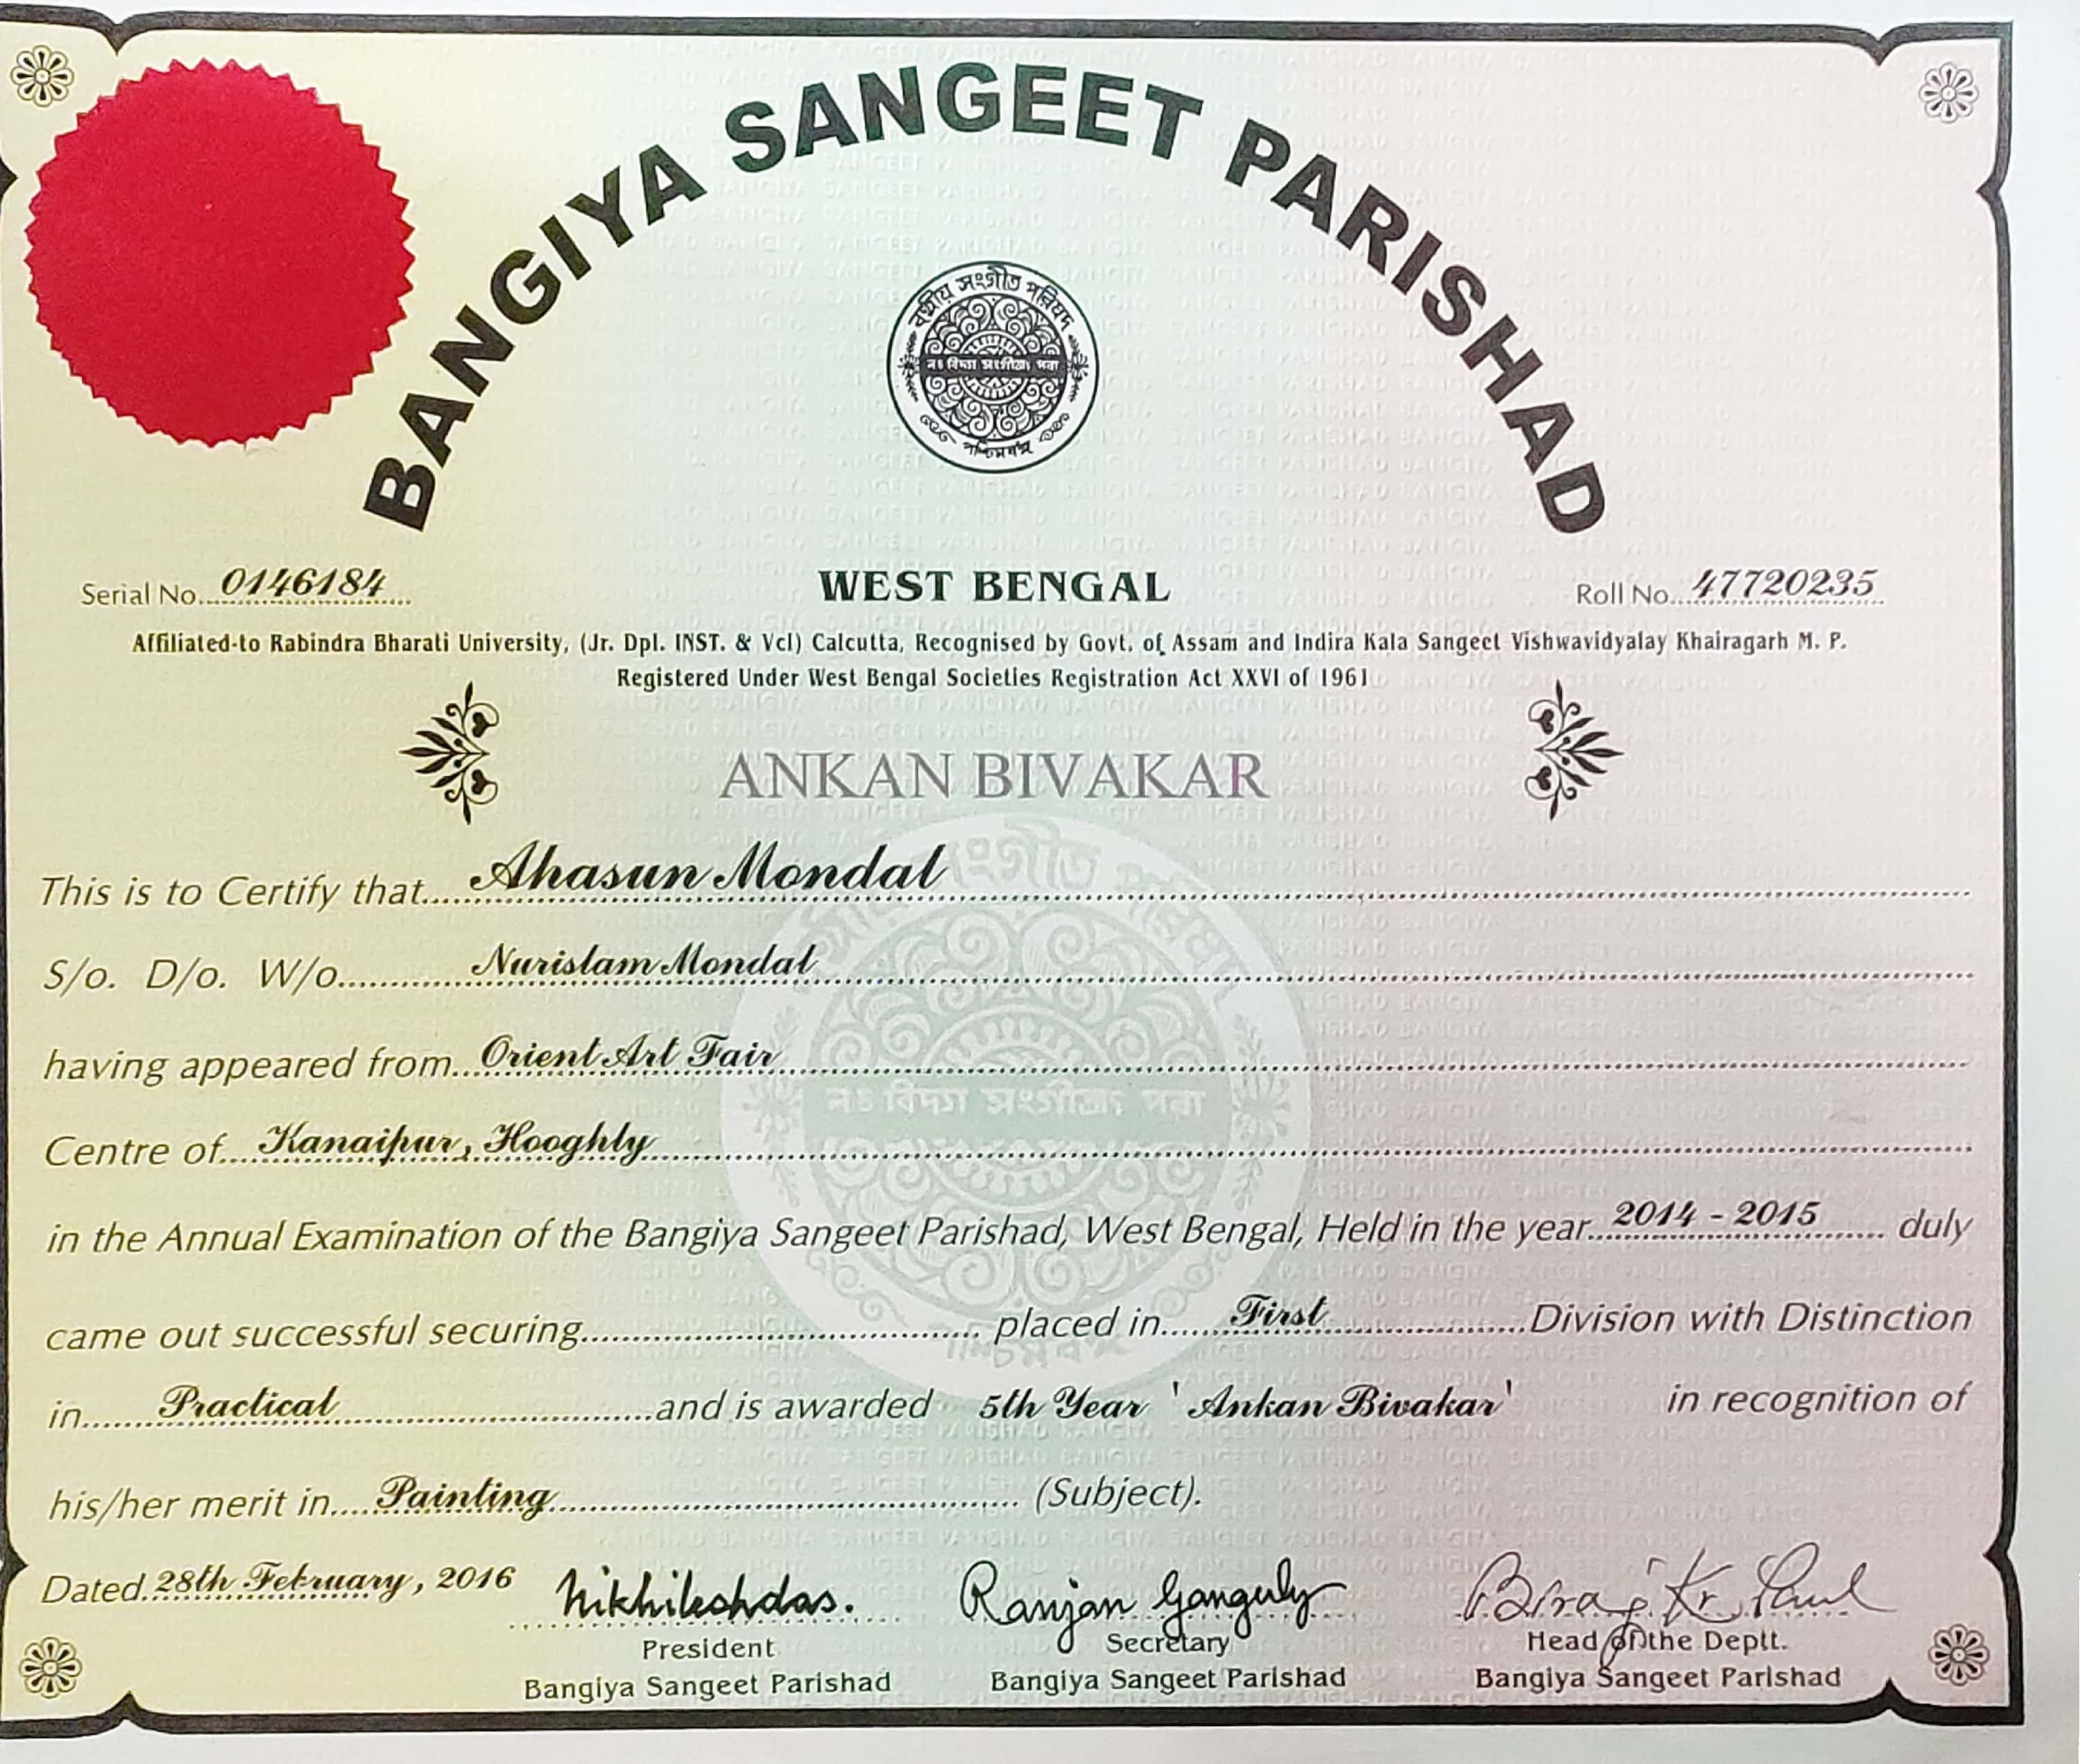 BANGIYA SANGEET PARISHAD
বঙ্গীয় সংগীত পরিষদ
পশ্চিমবঙ্গ
Serial No. 0146184
WEST BENGAL
Roll No. 47720235
Affiliated-to Rabindra Bharati University, (Jr. Dpl. INST. & Vcl) Calcutta, Recognised by Govt. of Assam and Indira Kala Sangeet Vishwavidyalay Khairagarh M. P.
Registered Under West Bengal Societies Registration Act XXVI of 1961
ANKAN BIVAKAR
This is to Certify that Ahasun Mondal
S/o. D/o. W/o Nurislam Mondal
having appeared from Orient Art Fair
Centre of Kanaipur, Hooghly
in the Annual Examination of the Bangiya Sangeet Parishad, West Bengal, Held in the year 2014 - 2015 duly
came out successful securing placed in First Division with Distinction
in Practical and is awarded 5th Year ' Ankan Bivakar' in recognition of
his/her merit in Painting (Subject).
Dated 28th February, 2016
Nikhileshdas. Ranjan Ganguly Biraj Kr. Paul
President Secretary Head of the Deptt.
Bangiya Sangeet Parishad Bangiya Sangeet Parishad Bangiya Sangeet Parishad